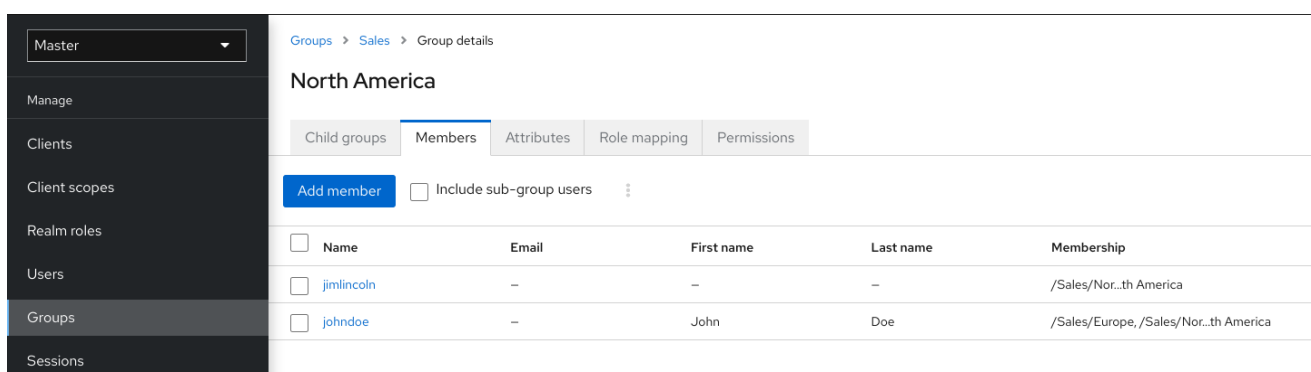 Master
Manage
Clients
Client scopes
Realm roles
Users
Groups
Sessions
Groups > Sales > Group details
North America
Child groups Members Attributes Role mapping Permissions
Add member Include sub-group users
Name Email First name Last name Membership
jimlincoln – – – /Sales/Nor...th America
johndoe – John Doe /Sales/Europe, /Sales/Nor...th America